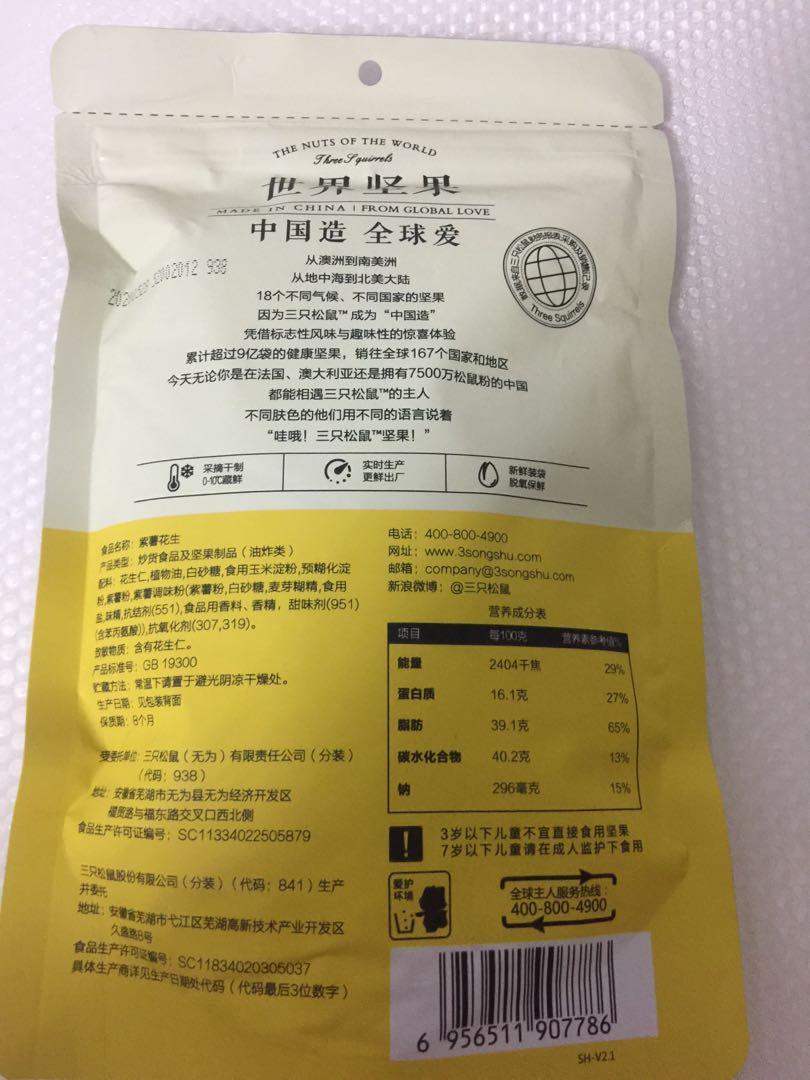 THE NUTS OF THE WORLD
Three Squirrels
世界坚果
MADE IN CHINA | FROM GLOBAL LOVE
中国造 全球爱
从澳洲到南美洲
从地中海到北美大陆
18个不同气候、不同国家的坚果
因为三只松鼠™成为“中国造”
凭借标志性风味与趣味性的惊喜体验
累计超过9亿袋的健康坚果，销往全球167个国家和地区
今天无论你是在法国、澳大利亚还是拥有7500万松鼠粉的中国
都能相遇三只松鼠™的主人
不同肤色的他们用不同的语言说着
“哇哦！三只松鼠™坚果！”
938
数据来自三只松鼠财务报表采购及销售记录
Three Squirrels
采摘干制
0-10℃藏鲜
实时生产
更鲜出厂
新鲜装袋
脱氧保鲜
食品名称：紫薯花生
产品类型：炒货食品及坚果制品（油炸类）
配料：花生仁,植物油,白砂糖,食用玉米淀粉,预糊化淀
粉,紫薯粉,紫薯调味粉(紫薯粉,白砂糖,麦芽糊精,食用
盐,味精,抗结剂(551),食品用香料、香精，甜味剂(951)
(含苯丙氨酸)),抗氧化剂(307,319)。
致敏物质：含有花生仁。
产品标准号：GB 19300
贮藏方法：常温下请置于避光阴凉干燥处。
生产日期：见包装背面
保质期：8个月
受委托单位：三只松鼠（无为）有限责任公司（分装）
（代码：938）
地址：安徽省芜湖市无为县无为经济开发区
福贸路与福东路交叉口西北侧
食品生产许可证编号：SC11334022505879
三只松鼠股份有限公司（分装）（代码：841）生产
并委托
地址：安徽省芜湖市弋江区芜湖高新技术产业开发区
久盛路8号
食品生产许可证编号：SC11834020305037
具体生产商详见生产日期处代码（代码最后3位数字）
电话：400-800-4900
网址：www.3songshu.com
邮箱：company@3songshu.com
新浪微博：@三只松鼠
营养成分表
项目 每100克 营养素参考值%
能量 2404千焦 29%
蛋白质 16.1克 27%
脂肪 39.1克 65%
碳水化合物 40.2克 13%
钠 296毫克 15%
! 3岁以下儿童不宜直接食用坚果
7岁以下儿童请在成人监护下食用
爱护
环境
全球主人服务热线：
400-800-4900
6 956511 907786
SH-V2.1